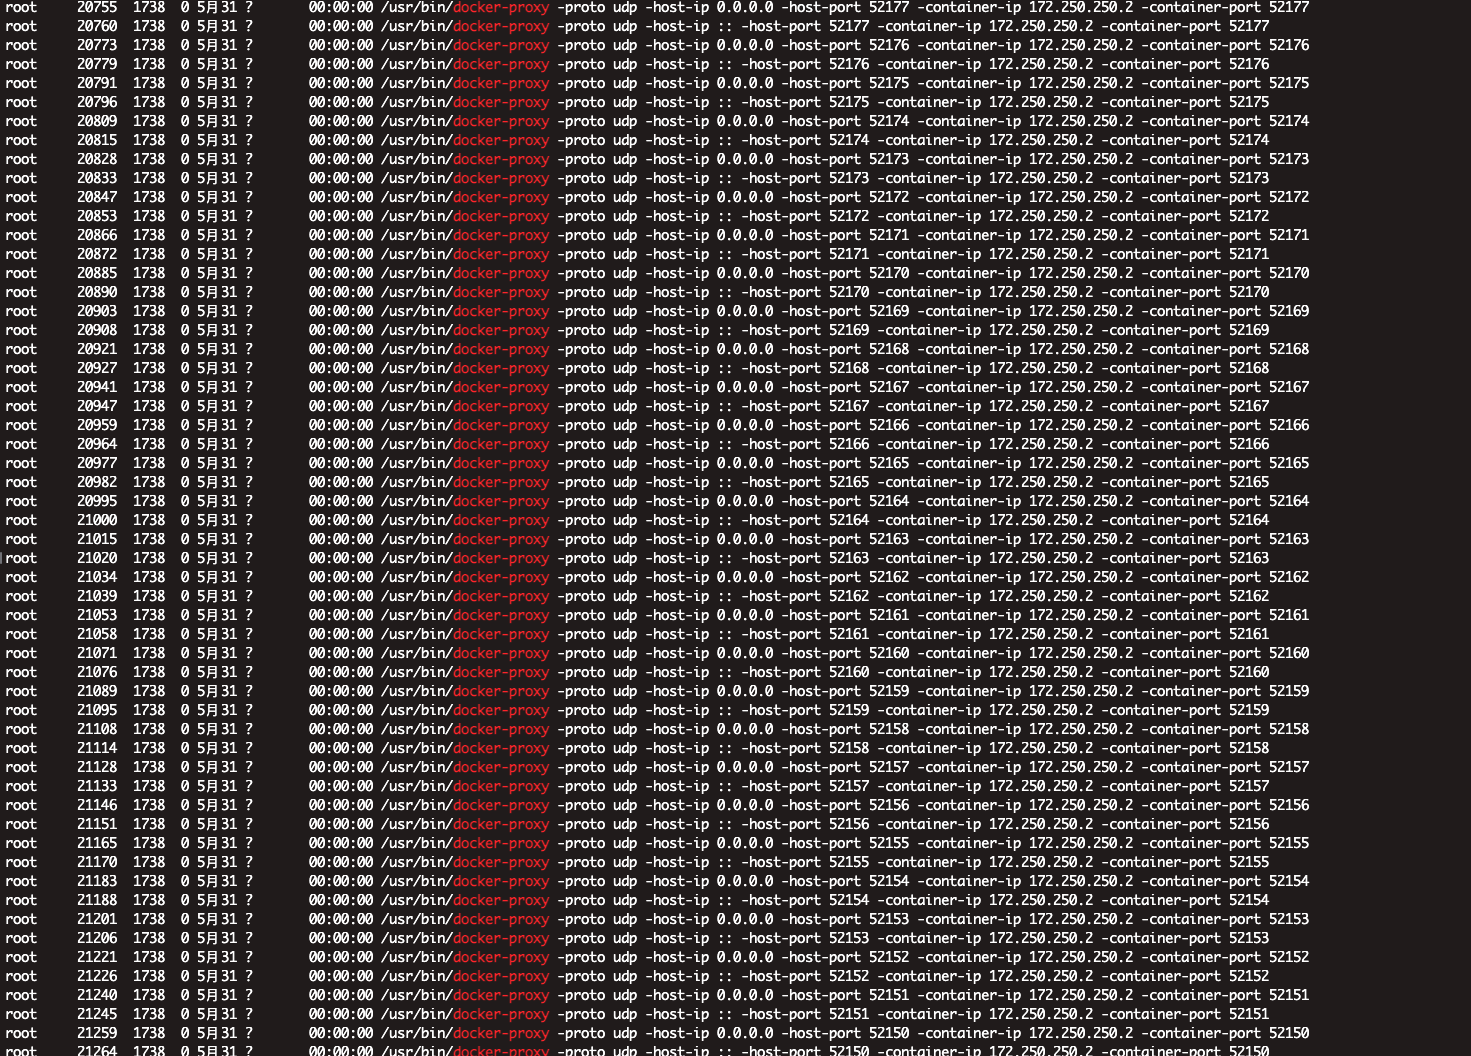 root 20755 1738 0 5月31 ? 00:00:00 /usr/bin/docker-proxy -proto udp -host-ip 0.0.0.0 -host-port 52177 -container-ip 172.250.250.2 -container-port 52177
root 20760 1738 0 5月31 ? 00:00:00 /usr/bin/docker-proxy -proto udp -host-ip :: -host-port 52177 -container-ip 172.250.250.2 -container-port 52177
root 20773 1738 0 5月31 ? 00:00:00 /usr/bin/docker-proxy -proto udp -host-ip 0.0.0.0 -host-port 52176 -container-ip 172.250.250.2 -container-port 52176
root 20779 1738 0 5月31 ? 00:00:00 /usr/bin/docker-proxy -proto udp -host-ip :: -host-port 52176 -container-ip 172.250.250.2 -container-port 52176
root 20791 1738 0 5月31 ? 00:00:00 /usr/bin/docker-proxy -proto udp -host-ip 0.0.0.0 -host-port 52175 -container-ip 172.250.250.2 -container-port 52175
root 20796 1738 0 5月31 ? 00:00:00 /usr/bin/docker-proxy -proto udp -host-ip :: -host-port 52175 -container-ip 172.250.250.2 -container-port 52175
root 20809 1738 0 5月31 ? 00:00:00 /usr/bin/docker-proxy -proto udp -host-ip 0.0.0.0 -host-port 52174 -container-ip 172.250.250.2 -container-port 52174
root 20815 1738 0 5月31 ? 00:00:00 /usr/bin/docker-proxy -proto udp -host-ip :: -host-port 52174 -container-ip 172.250.250.2 -container-port 52174
root 20828 1738 0 5月31 ? 00:00:00 /usr/bin/docker-proxy -proto udp -host-ip 0.0.0.0 -host-port 52173 -container-ip 172.250.250.2 -container-port 52173
root 20833 1738 0 5月31 ? 00:00:00 /usr/bin/docker-proxy -proto udp -host-ip :: -host-port 52173 -container-ip 172.250.250.2 -container-port 52173
root 20847 1738 0 5月31 ? 00:00:00 /usr/bin/docker-proxy -proto udp -host-ip 0.0.0.0 -host-port 52172 -container-ip 172.250.250.2 -container-port 52172
root 20853 1738 0 5月31 ? 00:00:00 /usr/bin/docker-proxy -proto udp -host-ip :: -host-port 52172 -container-ip 172.250.250.2 -container-port 52172
root 20866 1738 0 5月31 ? 00:00:00 /usr/bin/docker-proxy -proto udp -host-ip 0.0.0.0 -host-port 52171 -container-ip 172.250.250.2 -container-port 52171
root 20872 1738 0 5月31 ? 00:00:00 /usr/bin/docker-proxy -proto udp -host-ip :: -host-port 52171 -container-ip 172.250.250.2 -container-port 52171
root 20885 1738 0 5月31 ? 00:00:00 /usr/bin/docker-proxy -proto udp -host-ip 0.0.0.0 -host-port 52170 -container-ip 172.250.250.2 -container-port 52170
root 20890 1738 0 5月31 ? 00:00:00 /usr/bin/docker-proxy -proto udp -host-ip :: -host-port 52170 -container-ip 172.250.250.2 -container-port 52170
root 20903 1738 0 5月31 ? 00:00:00 /usr/bin/docker-proxy -proto udp -host-ip 0.0.0.0 -host-port 52169 -container-ip 172.250.250.2 -container-port 52169
root 20908 1738 0 5月31 ? 00:00:00 /usr/bin/docker-proxy -proto udp -host-ip :: -host-port 52169 -container-ip 172.250.250.2 -container-port 52169
root 20921 1738 0 5月31 ? 00:00:00 /usr/bin/docker-proxy -proto udp -host-ip 0.0.0.0 -host-port 52168 -container-ip 172.250.250.2 -container-port 52168
root 20927 1738 0 5月31 ? 00:00:00 /usr/bin/docker-proxy -proto udp -host-ip :: -host-port 52168 -container-ip 172.250.250.2 -container-port 52168
root 20941 1738 0 5月31 ? 00:00:00 /usr/bin/docker-proxy -proto udp -host-ip 0.0.0.0 -host-port 52167 -container-ip 172.250.250.2 -container-port 52167
root 20947 1738 0 5月31 ? 00:00:00 /usr/bin/docker-proxy -proto udp -host-ip :: -host-port 52167 -container-ip 172.250.250.2 -container-port 52167
root 20959 1738 0 5月31 ? 00:00:00 /usr/bin/docker-proxy -proto udp -host-ip 0.0.0.0 -host-port 52166 -container-ip 172.250.250.2 -container-port 52166
root 20964 1738 0 5月31 ? 00:00:00 /usr/bin/docker-proxy -proto udp -host-ip :: -host-port 52166 -container-ip 172.250.250.2 -container-port 52166
root 20977 1738 0 5月31 ? 00:00:00 /usr/bin/docker-proxy -proto udp -host-ip 0.0.0.0 -host-port 52165 -container-ip 172.250.250.2 -container-port 52165
root 20982 1738 0 5月31 ? 00:00:00 /usr/bin/docker-proxy -proto udp -host-ip :: -host-port 52165 -container-ip 172.250.250.2 -container-port 52165
root 20995 1738 0 5月31 ? 00:00:00 /usr/bin/docker-proxy -proto udp -host-ip 0.0.0.0 -host-port 52164 -container-ip 172.250.250.2 -container-port 52164
root 21000 1738 0 5月31 ? 00:00:00 /usr/bin/docker-proxy -proto udp -host-ip :: -host-port 52164 -container-ip 172.250.250.2 -container-port 52164
root 21015 1738 0 5月31 ? 00:00:00 /usr/bin/docker-proxy -proto udp -host-ip 0.0.0.0 -host-port 52163 -container-ip 172.250.250.2 -container-port 52163
root 21020 1738 0 5月31 ? 00:00:00 /usr/bin/docker-proxy -proto udp -host-ip :: -host-port 52163 -container-ip 172.250.250.2 -container-port 52163
root 21034 1738 0 5月31 ? 00:00:00 /usr/bin/docker-proxy -proto udp -host-ip 0.0.0.0 -host-port 52162 -container-ip 172.250.250.2 -container-port 52162
root 21039 1738 0 5月31 ? 00:00:00 /usr/bin/docker-proxy -proto udp -host-ip :: -host-port 52162 -container-ip 172.250.250.2 -container-port 52162
root 21053 1738 0 5月31 ? 00:00:00 /usr/bin/docker-proxy -proto udp -host-ip 0.0.0.0 -host-port 52161 -container-ip 172.250.250.2 -container-port 52161
root 21058 1738 0 5月31 ? 00:00:00 /usr/bin/docker-proxy -proto udp -host-ip :: -host-port 52161 -container-ip 172.250.250.2 -container-port 52161
root 21071 1738 0 5月31 ? 00:00:00 /usr/bin/docker-proxy -proto udp -host-ip 0.0.0.0 -host-port 52160 -container-ip 172.250.250.2 -container-port 52160
root 21076 1738 0 5月31 ? 00:00:00 /usr/bin/docker-proxy -proto udp -host-ip :: -host-port 52160 -container-ip 172.250.250.2 -container-port 52160
root 21089 1738 0 5月31 ? 00:00:00 /usr/bin/docker-proxy -proto udp -host-ip 0.0.0.0 -host-port 52159 -container-ip 172.250.250.2 -container-port 52159
root 21095 1738 0 5月31 ? 00:00:00 /usr/bin/docker-proxy -proto udp -host-ip :: -host-port 52159 -container-ip 172.250.250.2 -container-port 52159
root 21108 1738 0 5月31 ? 00:00:00 /usr/bin/docker-proxy -proto udp -host-ip 0.0.0.0 -host-port 52158 -container-ip 172.250.250.2 -container-port 52158
root 21114 1738 0 5月31 ? 00:00:00 /usr/bin/docker-proxy -proto udp -host-ip :: -host-port 52158 -container-ip 172.250.250.2 -container-port 52158
root 21128 1738 0 5月31 ? 00:00:00 /usr/bin/docker-proxy -proto udp -host-ip 0.0.0.0 -host-port 52157 -container-ip 172.250.250.2 -container-port 52157
root 21133 1738 0 5月31 ? 00:00:00 /usr/bin/docker-proxy -proto udp -host-ip :: -host-port 52157 -container-ip 172.250.250.2 -container-port 52157
root 21146 1738 0 5月31 ? 00:00:00 /usr/bin/docker-proxy -proto udp -host-ip 0.0.0.0 -host-port 52156 -container-ip 172.250.250.2 -container-port 52156
root 21151 1738 0 5月31 ? 00:00:00 /usr/bin/docker-proxy -proto udp -host-ip :: -host-port 52156 -container-ip 172.250.250.2 -container-port 52156
root 21165 1738 0 5月31 ? 00:00:00 /usr/bin/docker-proxy -proto udp -host-ip 0.0.0.0 -host-port 52155 -container-ip 172.250.250.2 -container-port 52155
root 21170 1738 0 5月31 ? 00:00:00 /usr/bin/docker-proxy -proto udp -host-ip :: -host-port 52155 -container-ip 172.250.250.2 -container-port 52155
root 21183 1738 0 5月31 ? 00:00:00 /usr/bin/docker-proxy -proto udp -host-ip 0.0.0.0 -host-port 52154 -container-ip 172.250.250.2 -container-port 52154
root 21188 1738 0 5月31 ? 00:00:00 /usr/bin/docker-proxy -proto udp -host-ip :: -host-port 52154 -container-ip 172.250.250.2 -container-port 52154
root 21201 1738 0 5月31 ? 00:00:00 /usr/bin/docker-proxy -proto udp -host-ip 0.0.0.0 -host-port 52153 -container-ip 172.250.250.2 -container-port 52153
root 21206 1738 0 5月31 ? 00:00:00 /usr/bin/docker-proxy -proto udp -host-ip :: -host-port 52153 -container-ip 172.250.250.2 -container-port 52153
root 21221 1738 0 5月31 ? 00:00:00 /usr/bin/docker-proxy -proto udp -host-ip 0.0.0.0 -host-port 52152 -container-ip 172.250.250.2 -container-port 52152
root 21226 1738 0 5月31 ? 00:00:00 /usr/bin/docker-proxy -proto udp -host-ip :: -host-port 52152 -container-ip 172.250.250.2 -container-port 52152
root 21240 1738 0 5月31 ? 00:00:00 /usr/bin/docker-proxy -proto udp -host-ip 0.0.0.0 -host-port 52151 -container-ip 172.250.250.2 -container-port 52151
root 21245 1738 0 5月31 ? 00:00:00 /usr/bin/docker-proxy -proto udp -host-ip :: -host-port 52151 -container-ip 172.250.250.2 -container-port 52151
root 21259 1738 0 5月31 ? 00:00:00 /usr/bin/docker-proxy -proto udp -host-ip 0.0.0.0 -host-port 52150 -container-ip 172.250.250.2 -container-port 52150
root 21264 1738 0 5月31 ? 00:00:00 /usr/bin/docker-proxy -proto udp -host-ip :: -host-port 52150 -container-ip 172.250.250.2 -container-port 52150